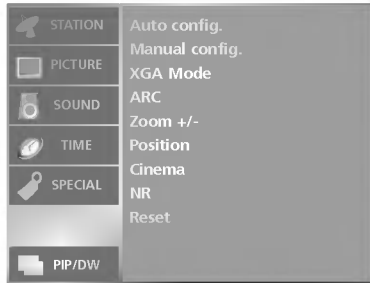 STATION
PICTURE
SOUND
TIME
SPECIAL
PIP/DW
Auto config.
Manual config.
XGA Mode
ARC
Zoom +/-
Position
Cinema
NR
Reset